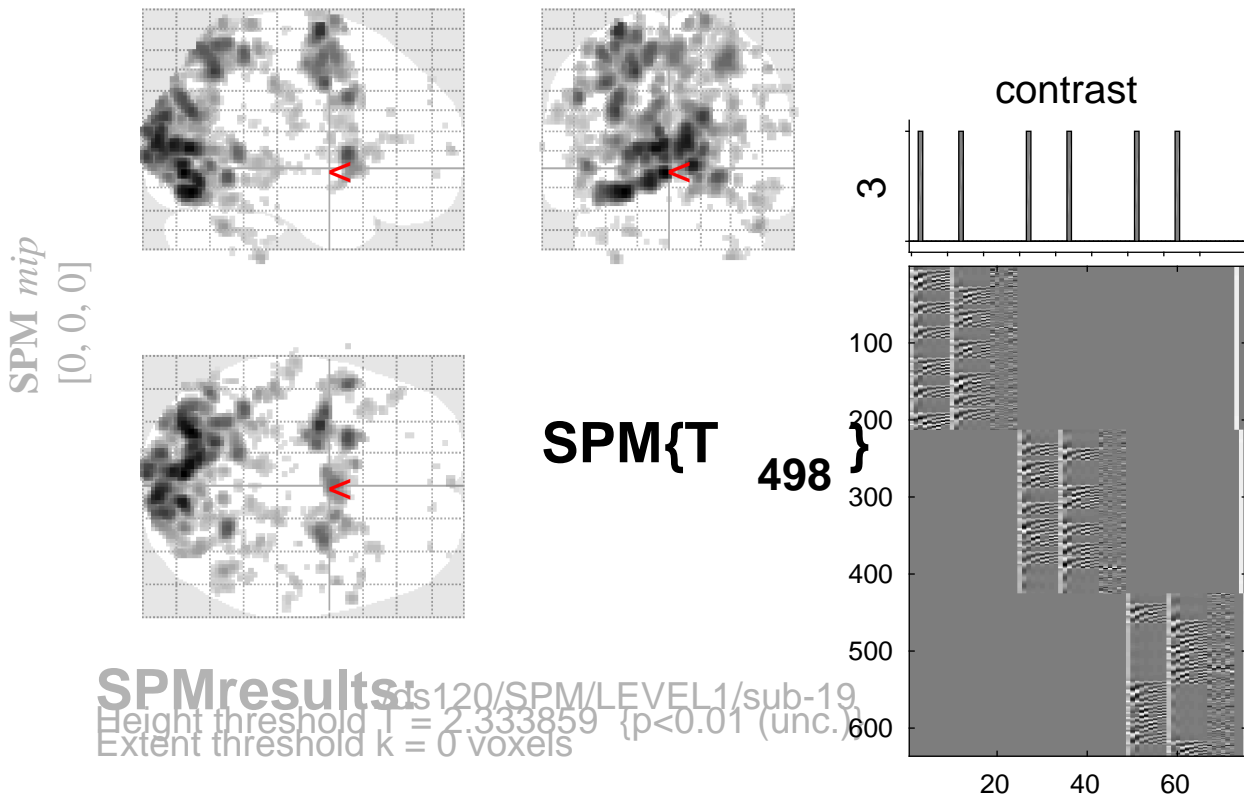 SPM mip
[0, 0, 0]
<
<
<
SPM{T498}
contrast
3
100
200
300
400
500
600
20
40
60
SPMresults: /ds120/SPM/LEVEL1/sub-19
Height threshold T = 2.333859 {p<0.01 (unc.)}
Extent threshold k = 0 voxels